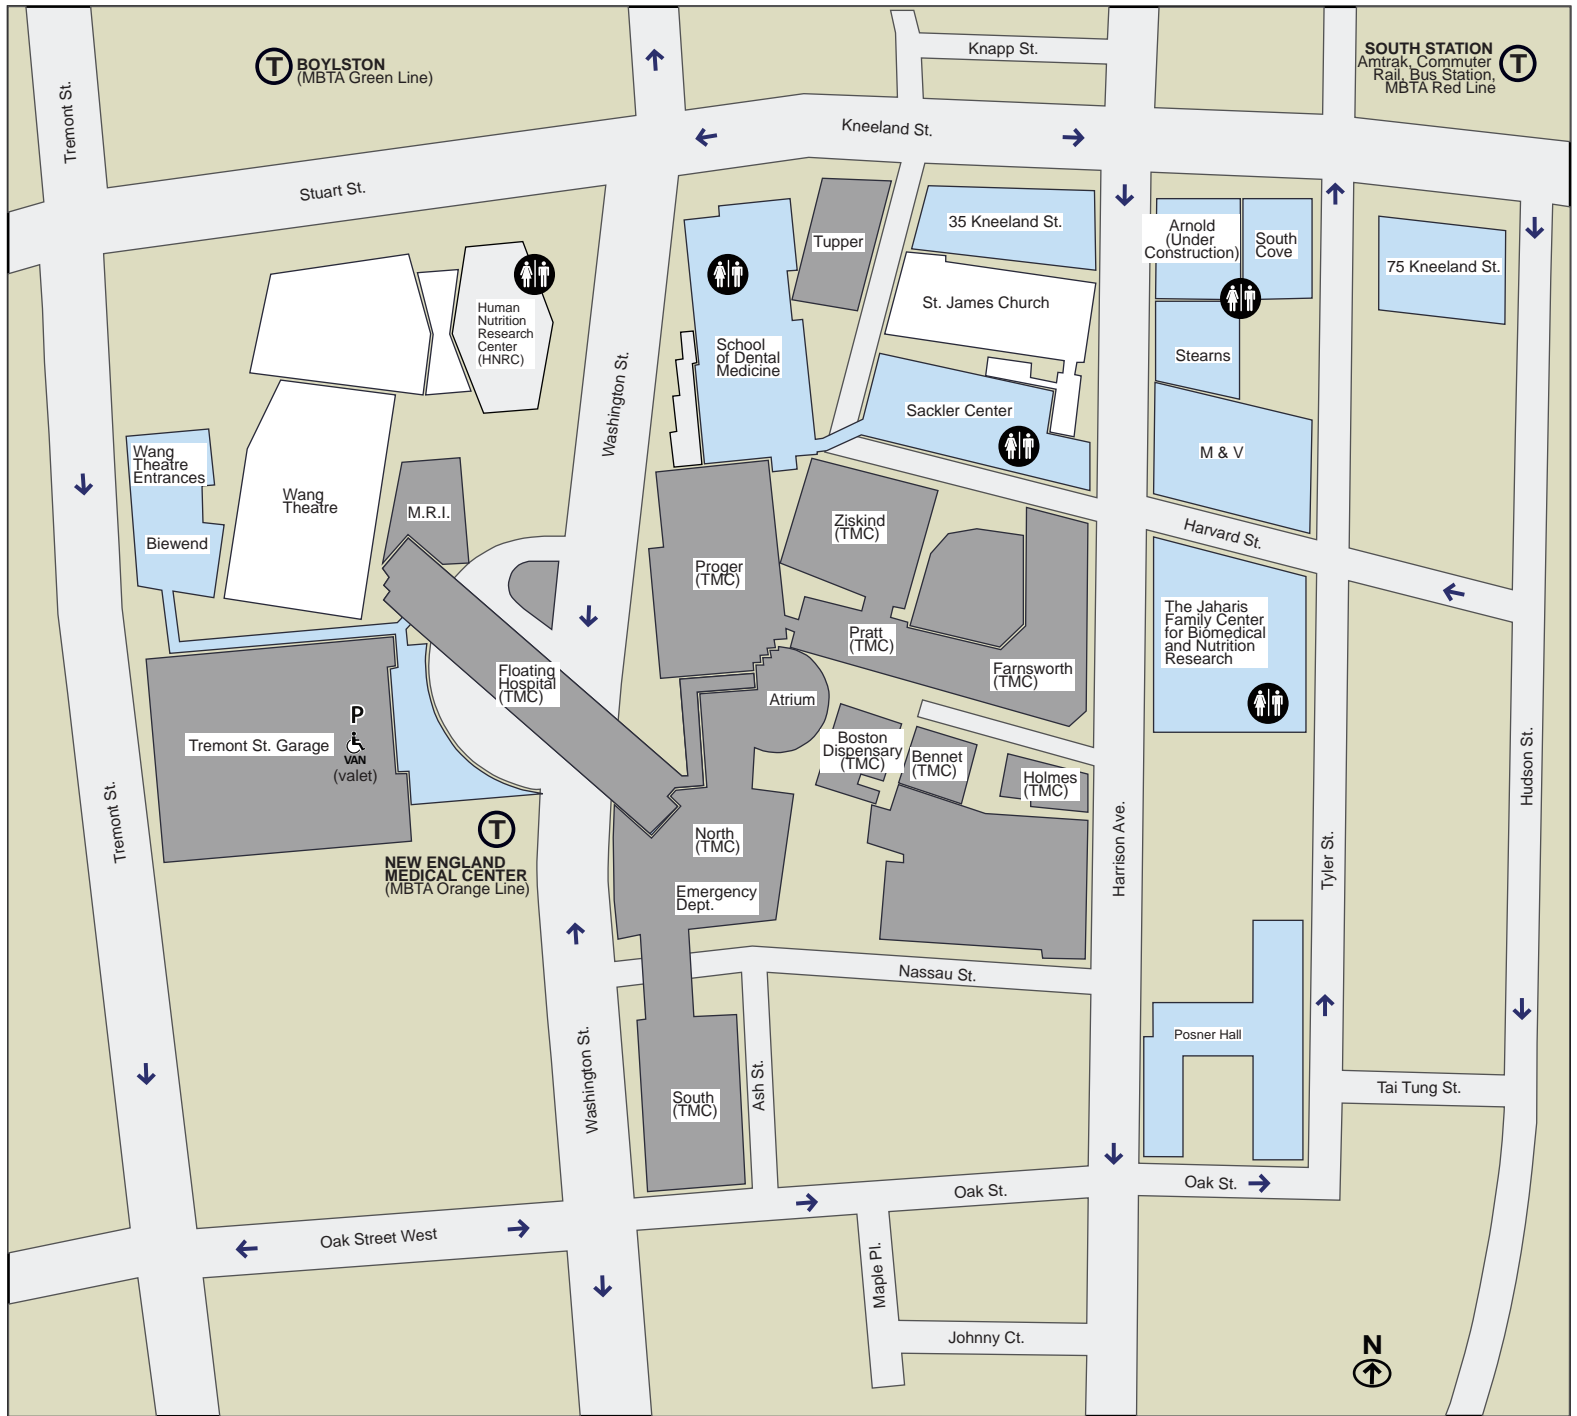 Knapp St.
T
BOYLSTON
(MBTA Green Line)
SOUTH STATION
Amtrak, Commuter
Rail, Bus Station,
MBTA Red Line
T
Tremont St.
Kneeland St.
Stuart St.
Tupper
35 Kneeland St.
Arnold
(Under
Construction)
South
Cove
75 Kneeland St.
St. James Church
Human
Nutrition
Research
Center
(HNRC)
School
of Dental
Medicine
Stearns
Washington St.
Sackler Center
M & V
Wang
Theatre
Entrances
Wang
Theatre
M.R.I.
Biewend
Ziskind
(TMC)
Harvard St.
Proger
(TMC)
Pratt
(TMC)
The Jaharis
Family Center
for Biomedical
and Nutrition
Research
Floating
Hospital
(TMC)
Farnsworth
(TMC)
Atrium
P
VAN
(valet)
Tremont St. Garage
Boston
Dispensary
(TMC)
Bennet
(TMC)
Holmes
(TMC)
Hudson St.
Tremont St.
T
NEW ENGLAND
MEDICAL CENTER
(MBTA Orange Line)
North
(TMC)
Emergency
Dept.
Harrison Ave.
Tyler St.
Nassau St.
Posner Hall
Washington St.
Ash St.
South
(TMC)
Tai Tung St.
Oak St.
Oak St.
Oak Street West
Maple Pl.
Johnny Ct.
N